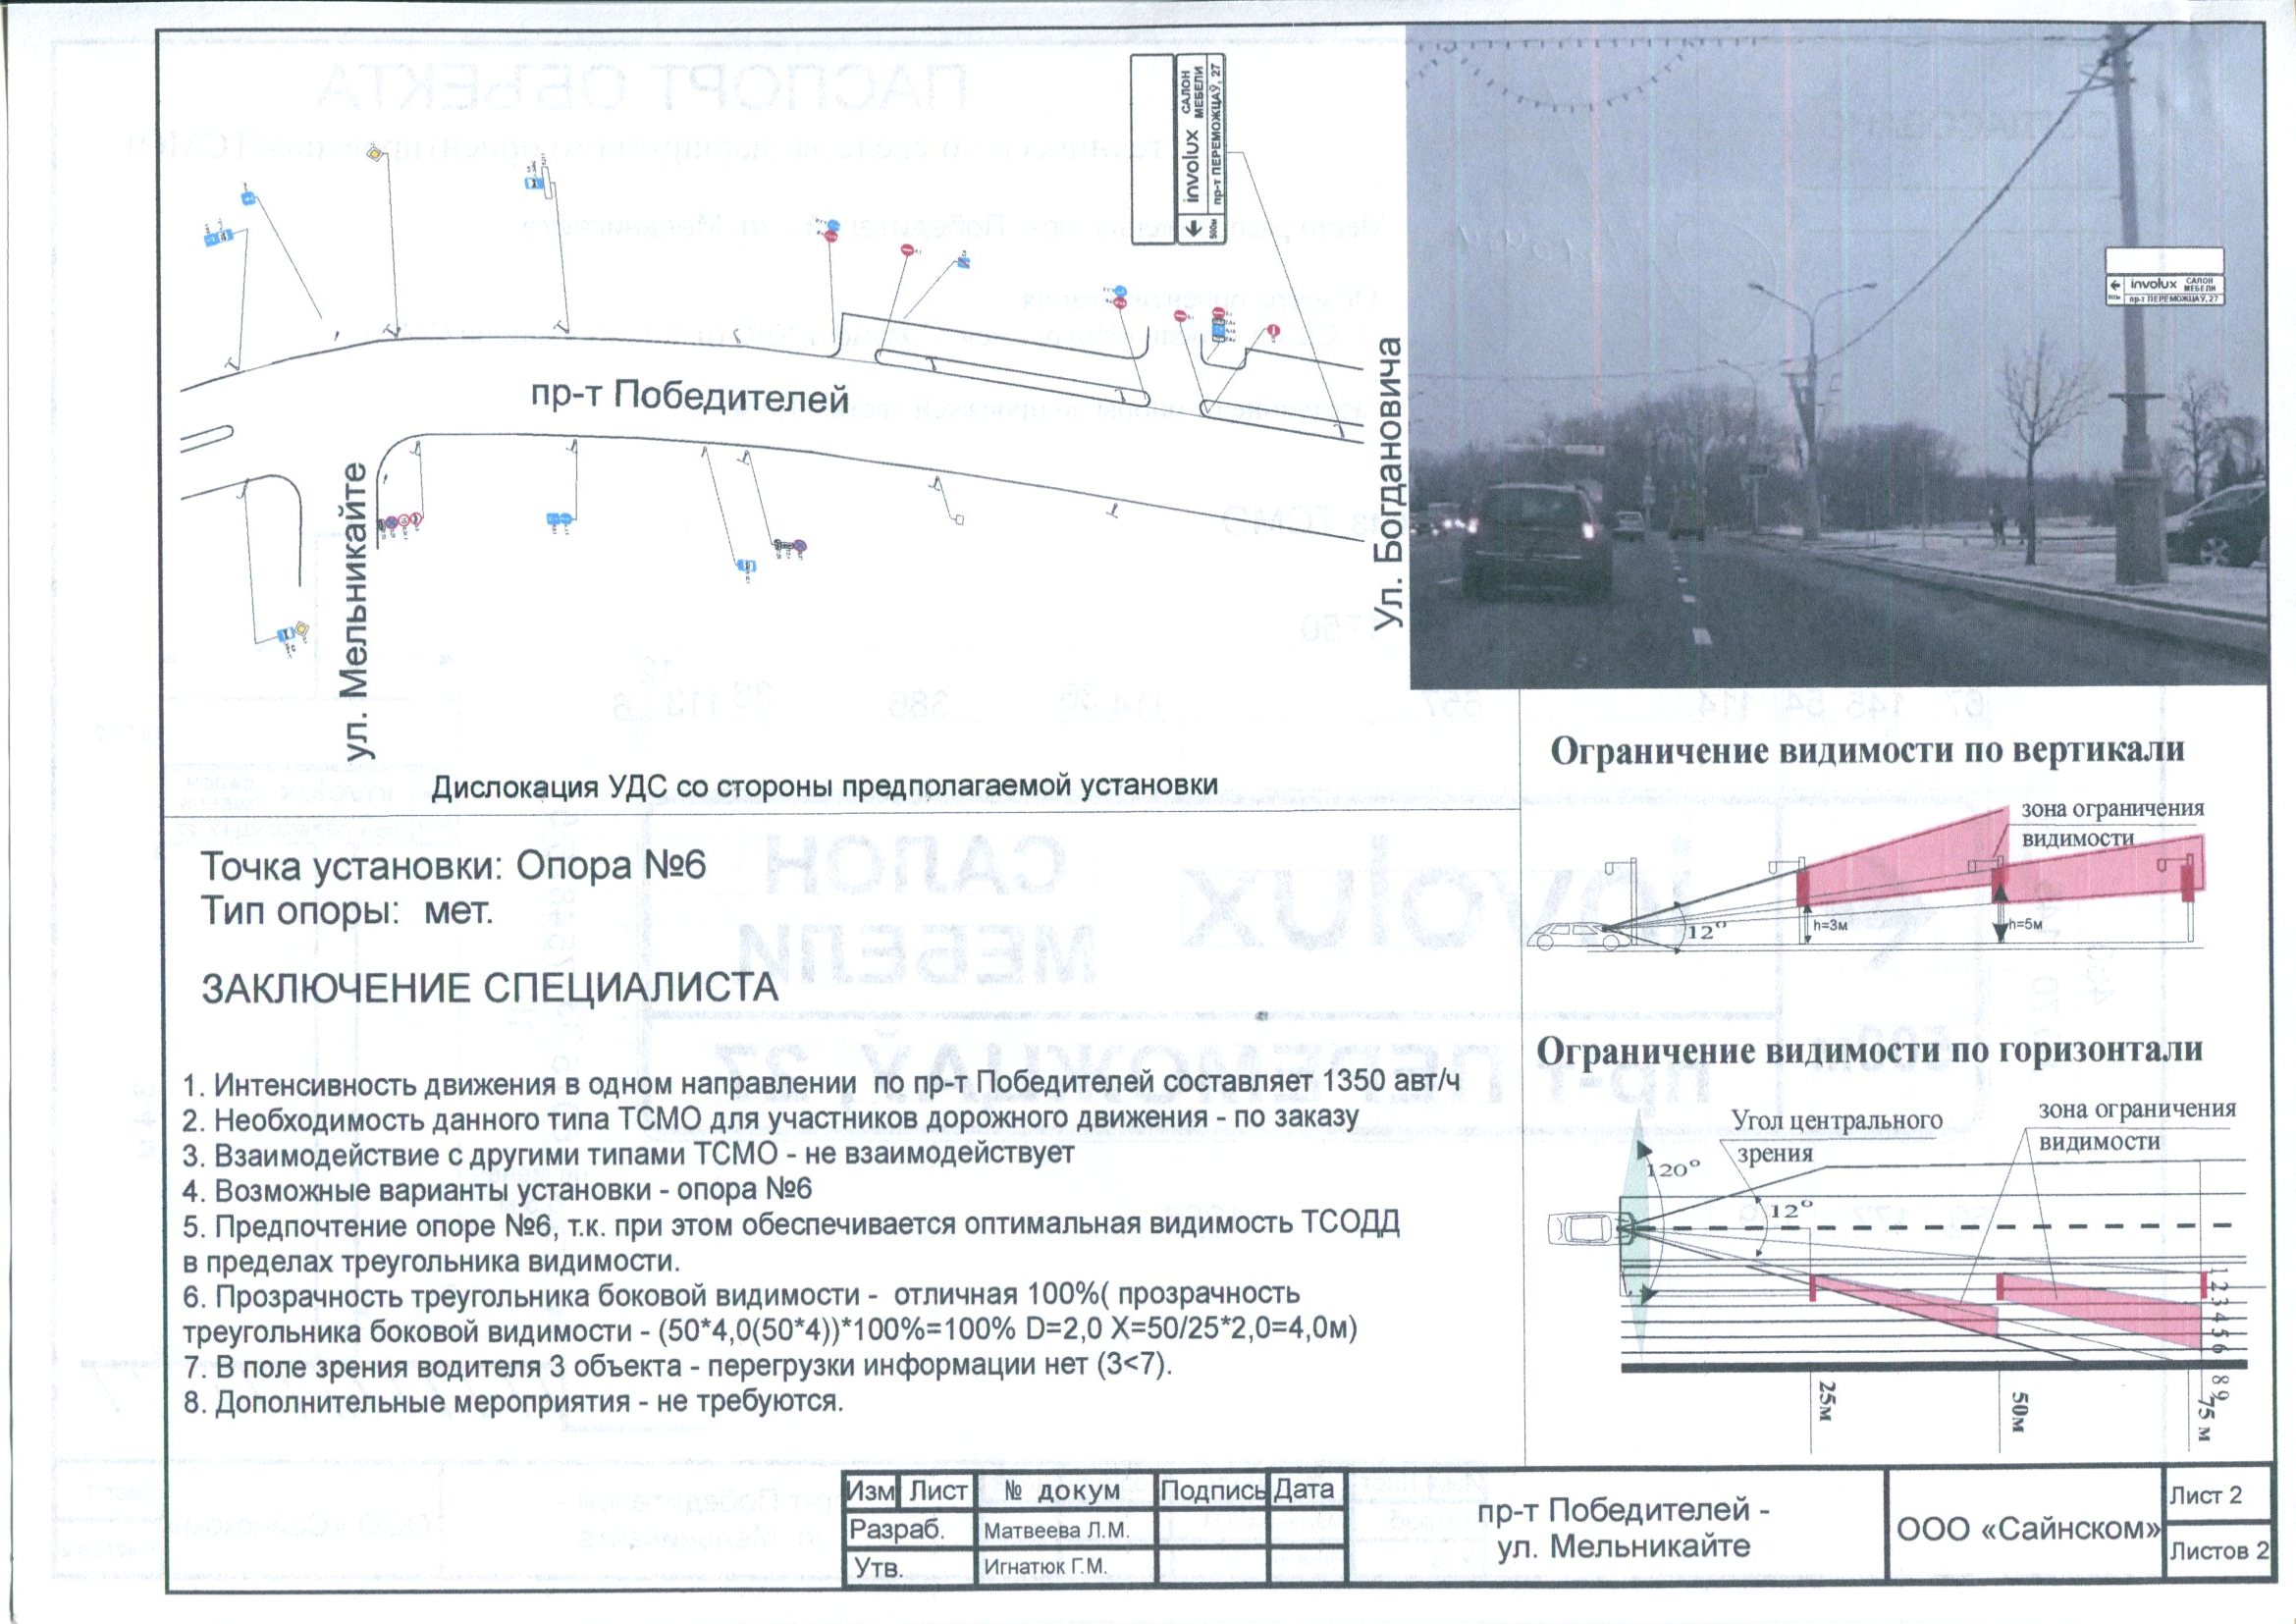 САЛОН
МЕБЕЛИ
involux
пр-т ПЕРЕМОЖЦАЎ, 27
500м
involux
САЛОН
МЕБЕЛИ
500м
пр-т ПЕРЕМОЖЦАЎ, 27
пр-т Победителей
ул. Мельникайте
Ул. Богдановича
Дислокация УДС со стороны предполагаемой установки
Точка установки: Опора №6
Тип опоры: мет.
ЗАКЛЮЧЕНИЕ СПЕЦИАЛИСТА
1. Интенсивность движения в одном направлении по пр-т Победителей составляет 1350 авт/ч
2. Необходимость данного типа ТСМО для участников дорожного движения - по заказу
3. Взаимодействие с другими типами ТСМО - не взаимодействует
4. Возможные варианты установки - опора №6
5. Предпочтение опоре №6, т.к. при этом обеспечивается оптимальная видимость ТСОДД
в пределах треугольника видимости.
6. Прозрачность треугольника боковой видимости - отличная 100%( прозрачность
треугольника боковой видимости - (50*4,0(50*4))*100%=100% D=2,0 X=50/25*2,0=4,0м)
7. В поле зрения водителя 3 объекта - перегрузки информации нет (3<7).
8. Дополнительные мероприятия - не требуются.
Ограничение видимости по вертикали
зона ограничения
видимости
12°
h=3м
h=5м
Ограничение видимости по горизонтали
Угол центрального
зрения
зона ограничения
видимости
120°
12°
1 2 3 4 5 6
8 9
25м
50м
75 м
Изм Лист № докум Подпись Дата
Разраб. Матвеева Л.М.
Утв. Игнатюк Г.М.
пр-т Победителей -
ул. Мельникайте
ООО «Сайнском»
Лист 2
Листов 2